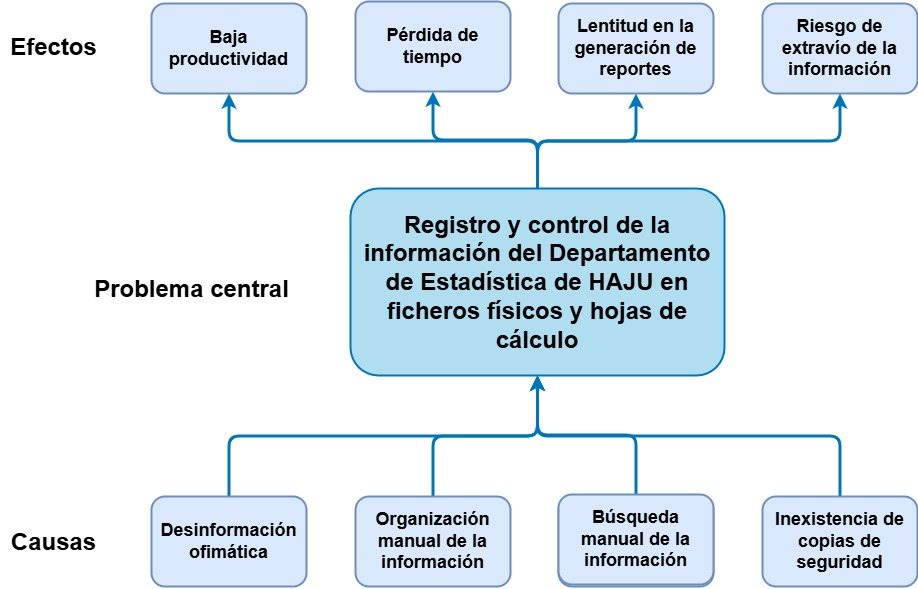 Efectos
Baja
productividad
Pérdida de
tiempo
Lentitud en la
generación de
reportes
Riesgo de
extravío de la
información
Problema central
Registro y control de la
información del Departamento
de Estadística de HAJU en
ficheros físicos y hojas de
cálculo
Causas
Desinformación
ofimática
Organización
manual de la
información
Búsqueda
manual de la
información
Inexistencia de
copias de
seguridad